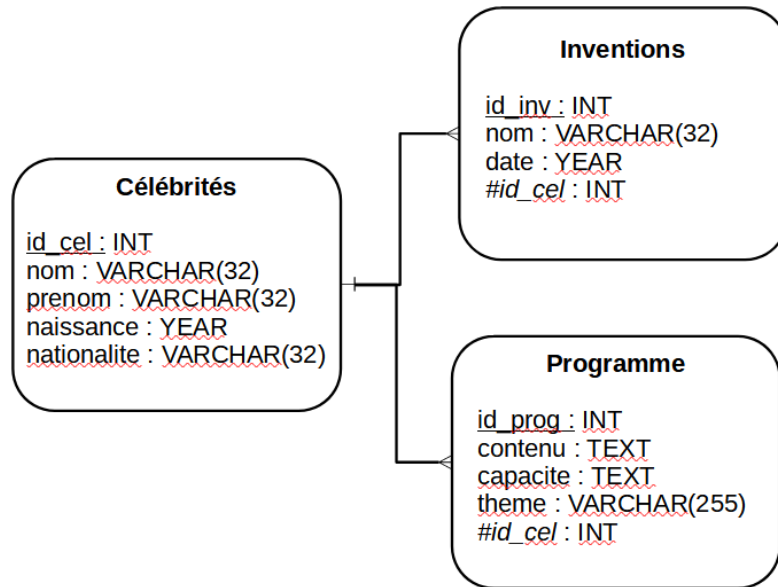 Célébrités
id_cel : INT
nom : VARCHAR(32)
prenom : VARCHAR(32)
naissance : YEAR
nationalite : VARCHAR(32)
Inventions
id_inv : INT
nom : VARCHAR(32)
date : YEAR
#id_cel : INT
Programme
id_prog : INT
contenu : TEXT
capacite : TEXT
theme : VARCHAR(255)
#id_cel : INT